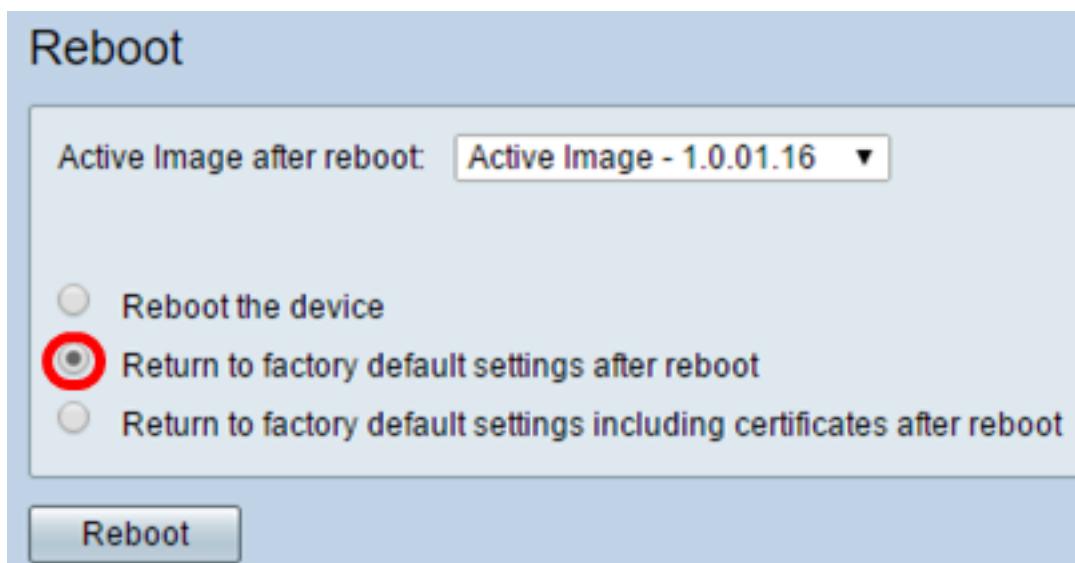 Reboot
Active Image after reboot: Active Image - 1.0.01.16
Reboot the device
Return to factory default settings after reboot
Return to factory default settings including certificates after reboot
Reboot